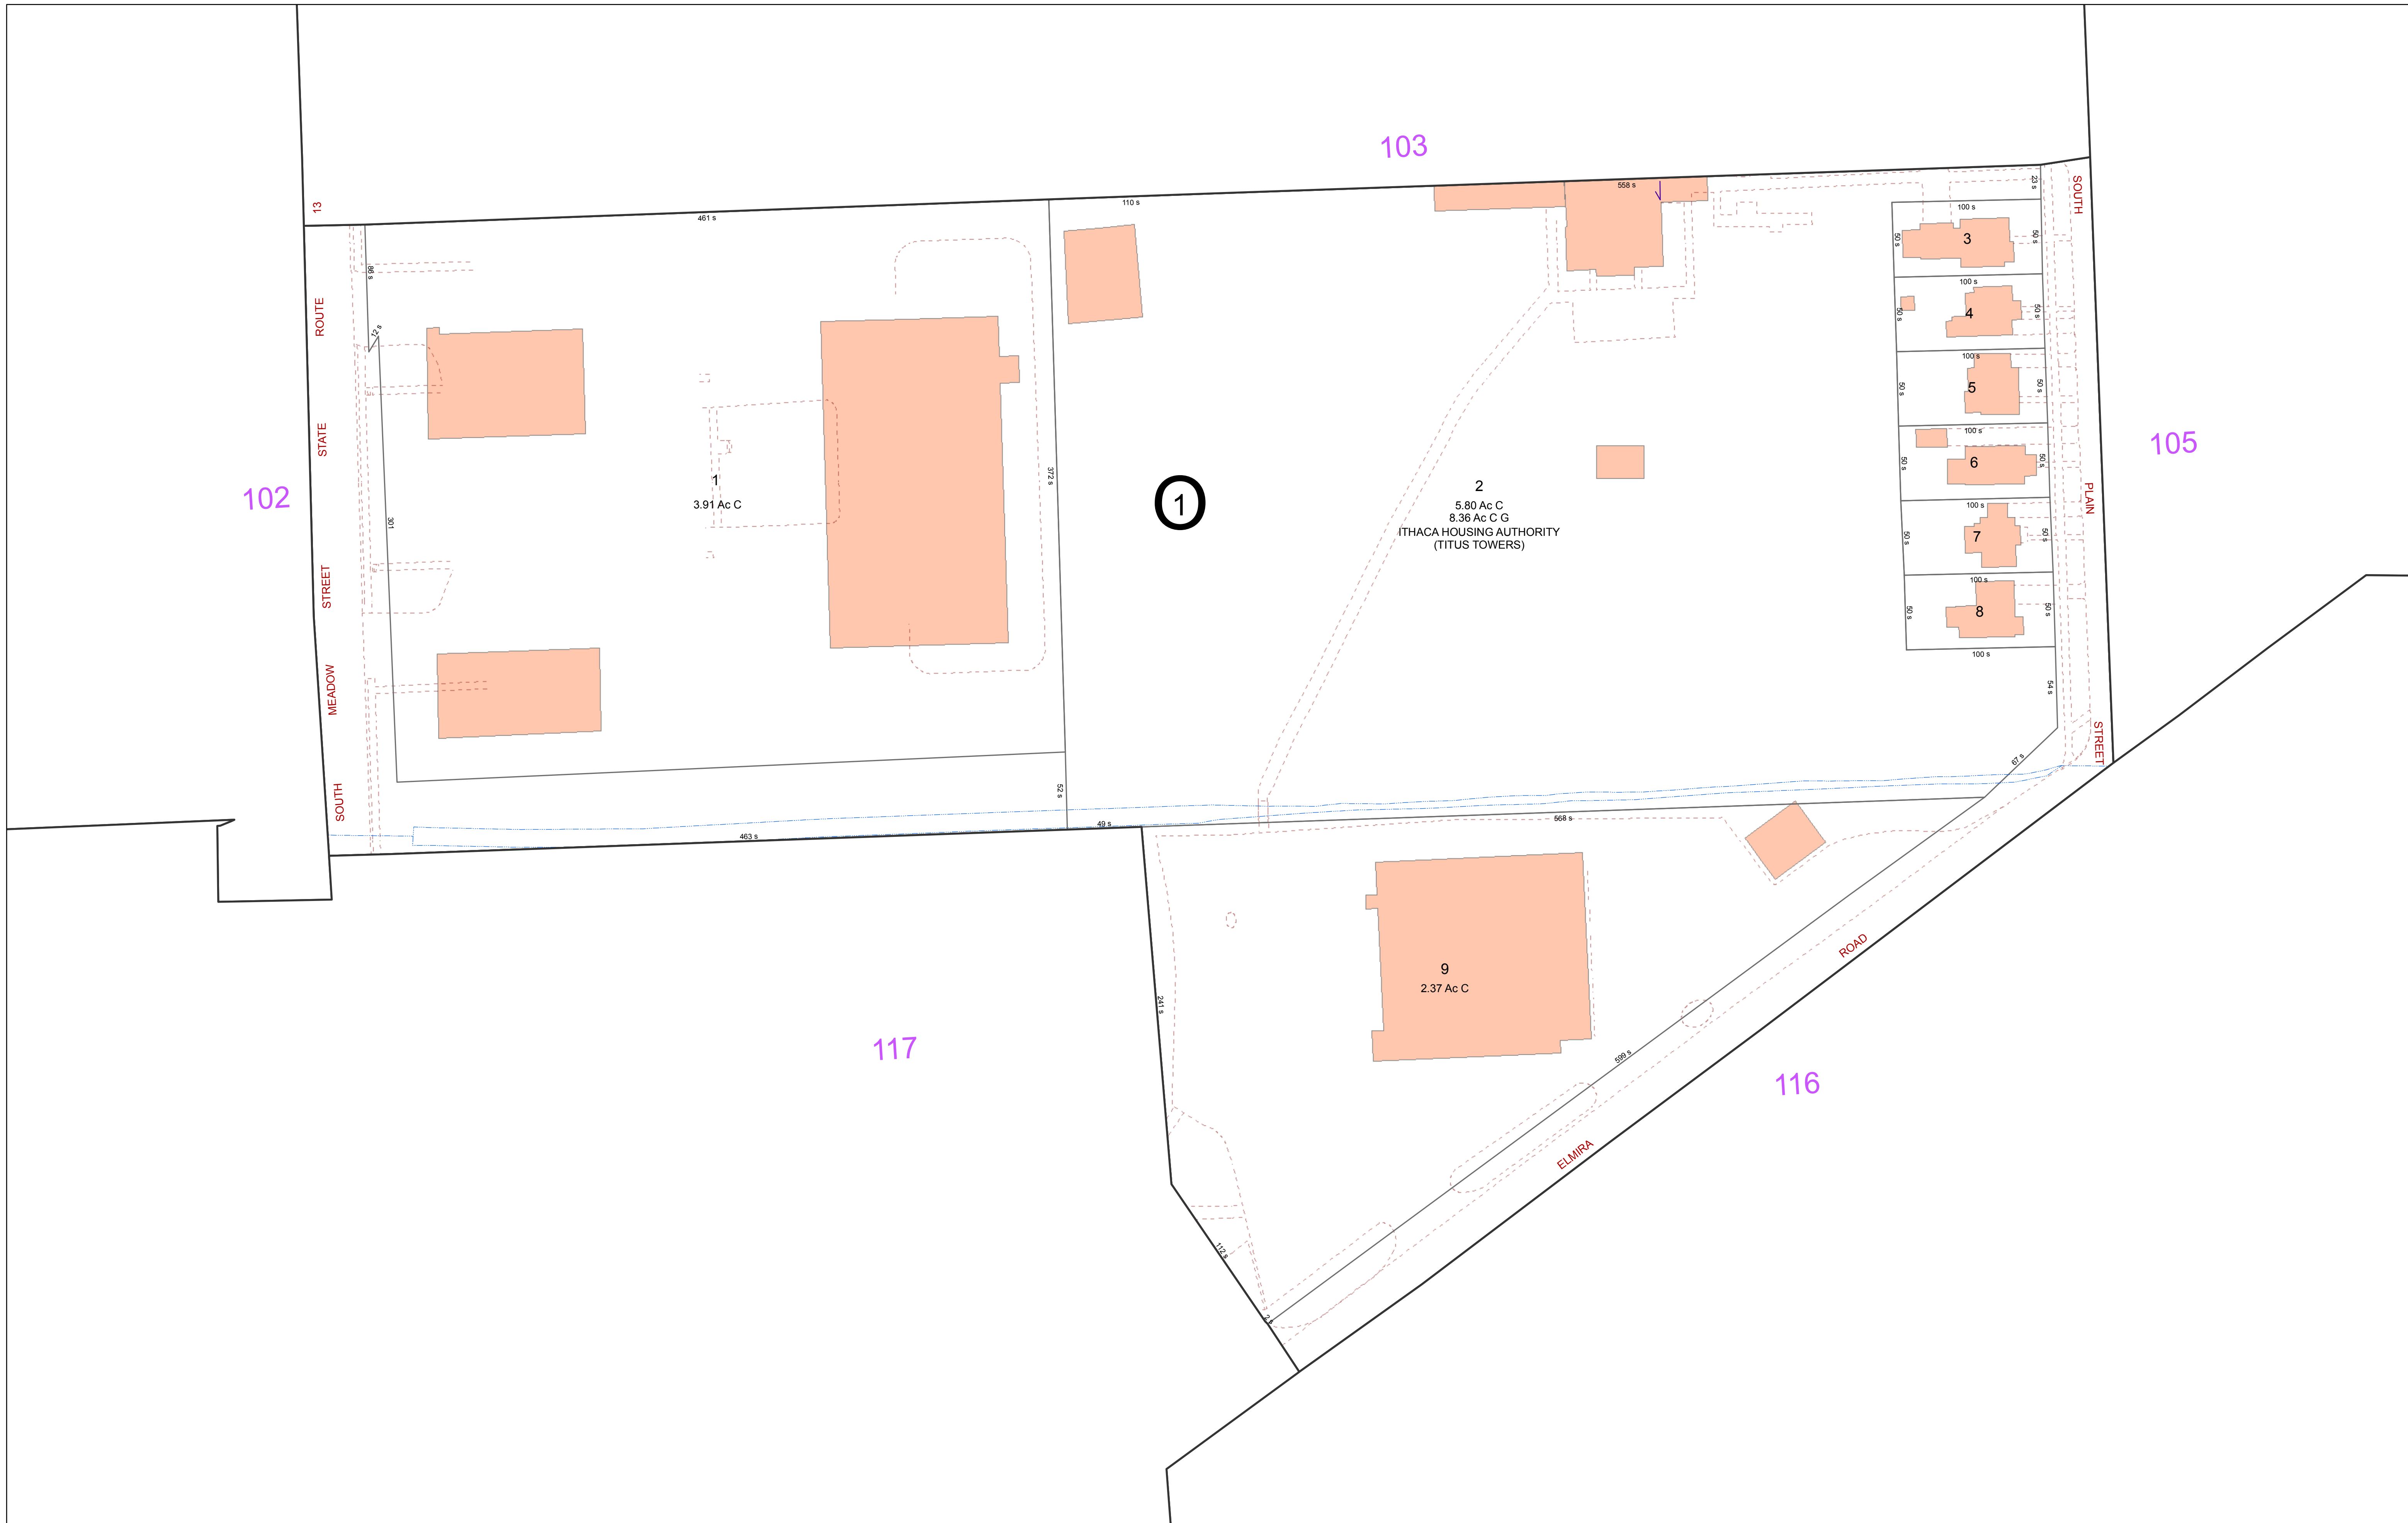 103
13
ROUTE
STATE
STREET
MEADOW
SOUTH
102
461 s
86 s
12 s
301
1
3.91 Ac C
372 s
52 s
463 s
49 s
110 s
1
558 s
2
5.80 Ac C
8.36 Ac C G
ITHACA HOUSING AUTHORITY
(TITUS TOWERS)
23 s
100 s
50 s
3
50 s
100 s
50 s
4
50 s
100 s
50 s
5
50 s
100 s
50 s
6
50 s
100 s
50 s
7
50 s
100 s
50 s
8
50 s
100 s
54 s
67 s
SOUTH
PLAIN
STREET
105
568 s
241 s
9
2.37 Ac C
599 s
112 s
2 s
ELMIRA
ROAD
117
116